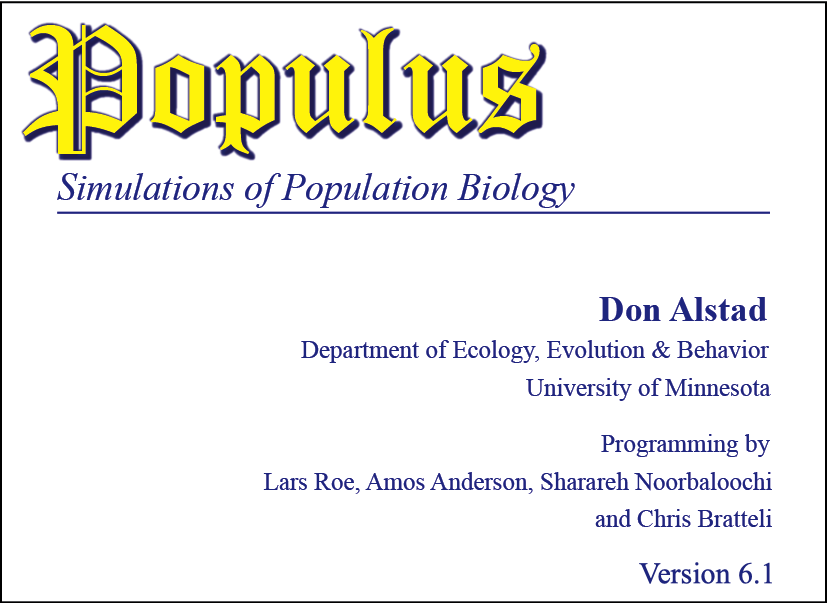 Populus
Simulations of Population Biology
Don Alstad
Department of Ecology, Evolution & Behavior
University of Minnesota
Programming by
Lars Roe, Amos Anderson, Sharareh Noorbaloochi
and Chris Bratteli
Version 6.1